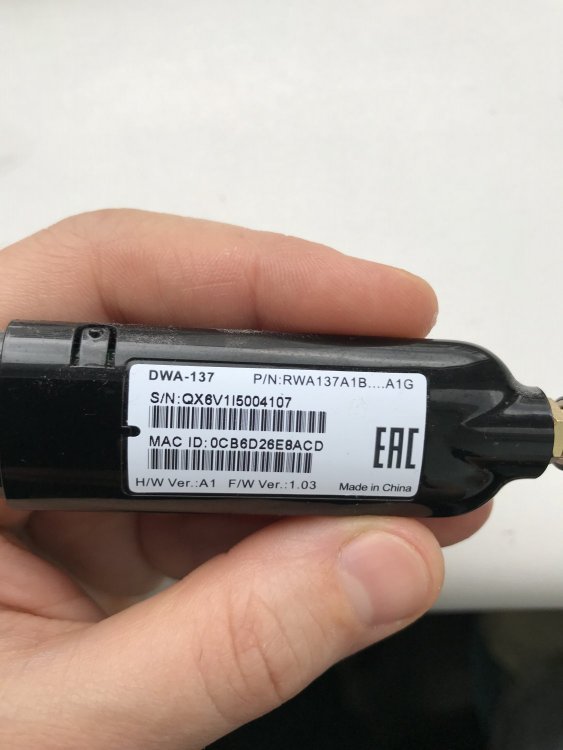 DWA-137 P/N:RWA137A1B....A1G
S/N:QX6V1I5004107
MAC ID:0CB6D26E8ACD
EAC
H/W Ver.:A1 F/W Ver.:1.03 Made in China